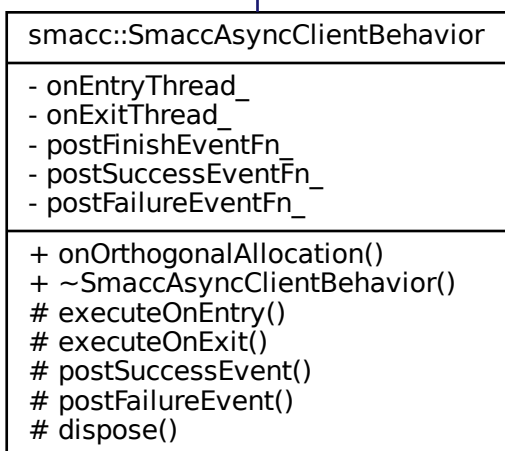 smacc::SmaccAsyncClientBehavior
- onEntryThread_
- onExitThread_
- postFinishEventFn_
- postSuccessEventFn_
- postFailureEventFn_
+ onOrthogonalAllocation()
+ ~SmaccAsyncClientBehavior()
# executeOnEntry()
# executeOnExit()
# postSuccessEvent()
# postFailureEvent()
# dispose()